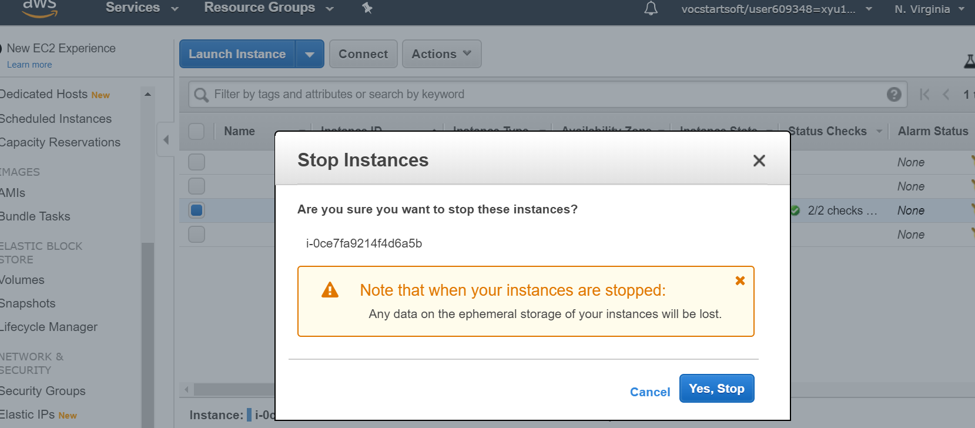 aws
Services
Resource Groups
vocstartsoft/user609348=xyu1...
N. Virginia
New EC2 Experience
Learn more
Launch Instance
Connect
Actions
Dedicated Hosts New
Scheduled Instances
Capacity Reservations
IMAGES
AMIs
Bundle Tasks
ELASTIC BLOCK
STORE
Volumes
Snapshots
Lifecycle Manager
NETWORK &
SECURITY
Security Groups
Elastic IPs New
Filter by tags and attributes or search by keyword
1
Name
Instance ID
Instance Type
Availability Zone
Instance State
Status Checks
Alarm Status
None
None
2/2 checks ...
None
None
Stop Instances
Are you sure you want to stop these instances?
i-0ce7fa9214f4d6a5b
Note that when your instances are stopped:
Any data on the ephemeral storage of your instances will be lost.
Cancel
Yes, Stop
Instance: